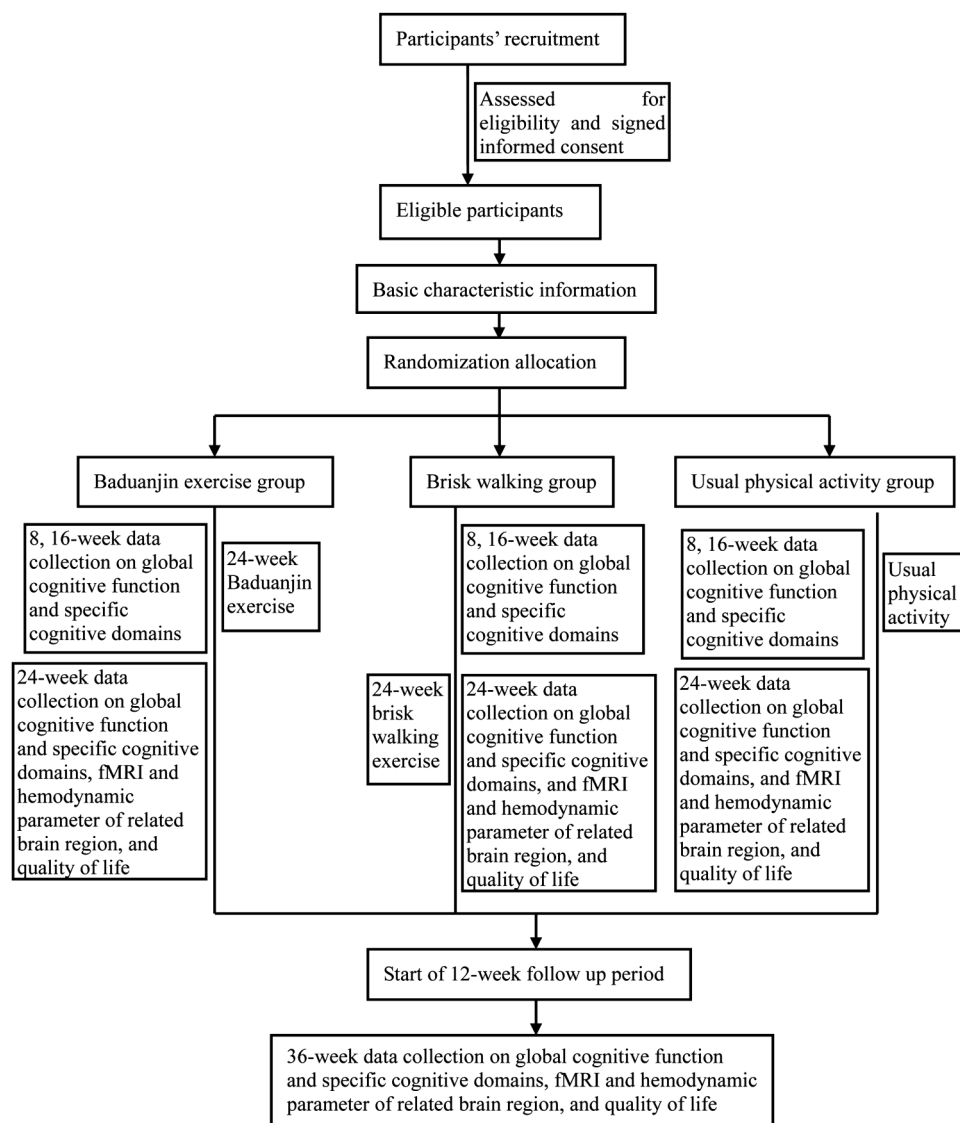 Participants' recruitment
Assessed for
eligibility and signed
informed consent
Eligible participants
Basic characteristic information
Randomization allocation
Baduanjin exercise group
Brisk walking group
Usual physical activity group
8, 16-week data
collection on global
cognitive function
and specific
cognitive domains
24-week
Baduanjin
exercise
8, 16-week data
collection on global
cognitive function
and specific
cognitive domains
8, 16-week data
collection on global
cognitive function
and specific
cognitive domains
Usual
physical
activity
24-week data
collection on global
cognitive function
and specific cognitive
domains, fMRI and
hemodynamic
parameter of related
brain region, and
quality of life
24-week
brisk
walking
exercise
24-week data
collection on global
cognitive function
and specific cognitive
domains, and fMRI
and hemodynamic
parameter of related
brain region, and
quality of life
24-week data
collection on global
cognitive function
and specific cognitive
domains, and fMRI
and hemodynamic
parameter of related
brain region, and
quality of life
Start of 12-week follow up period
36-week data collection on global cognitive function
and specific cognitive domains, fMRI and hemodynamic
parameter of related brain region, and quality of life